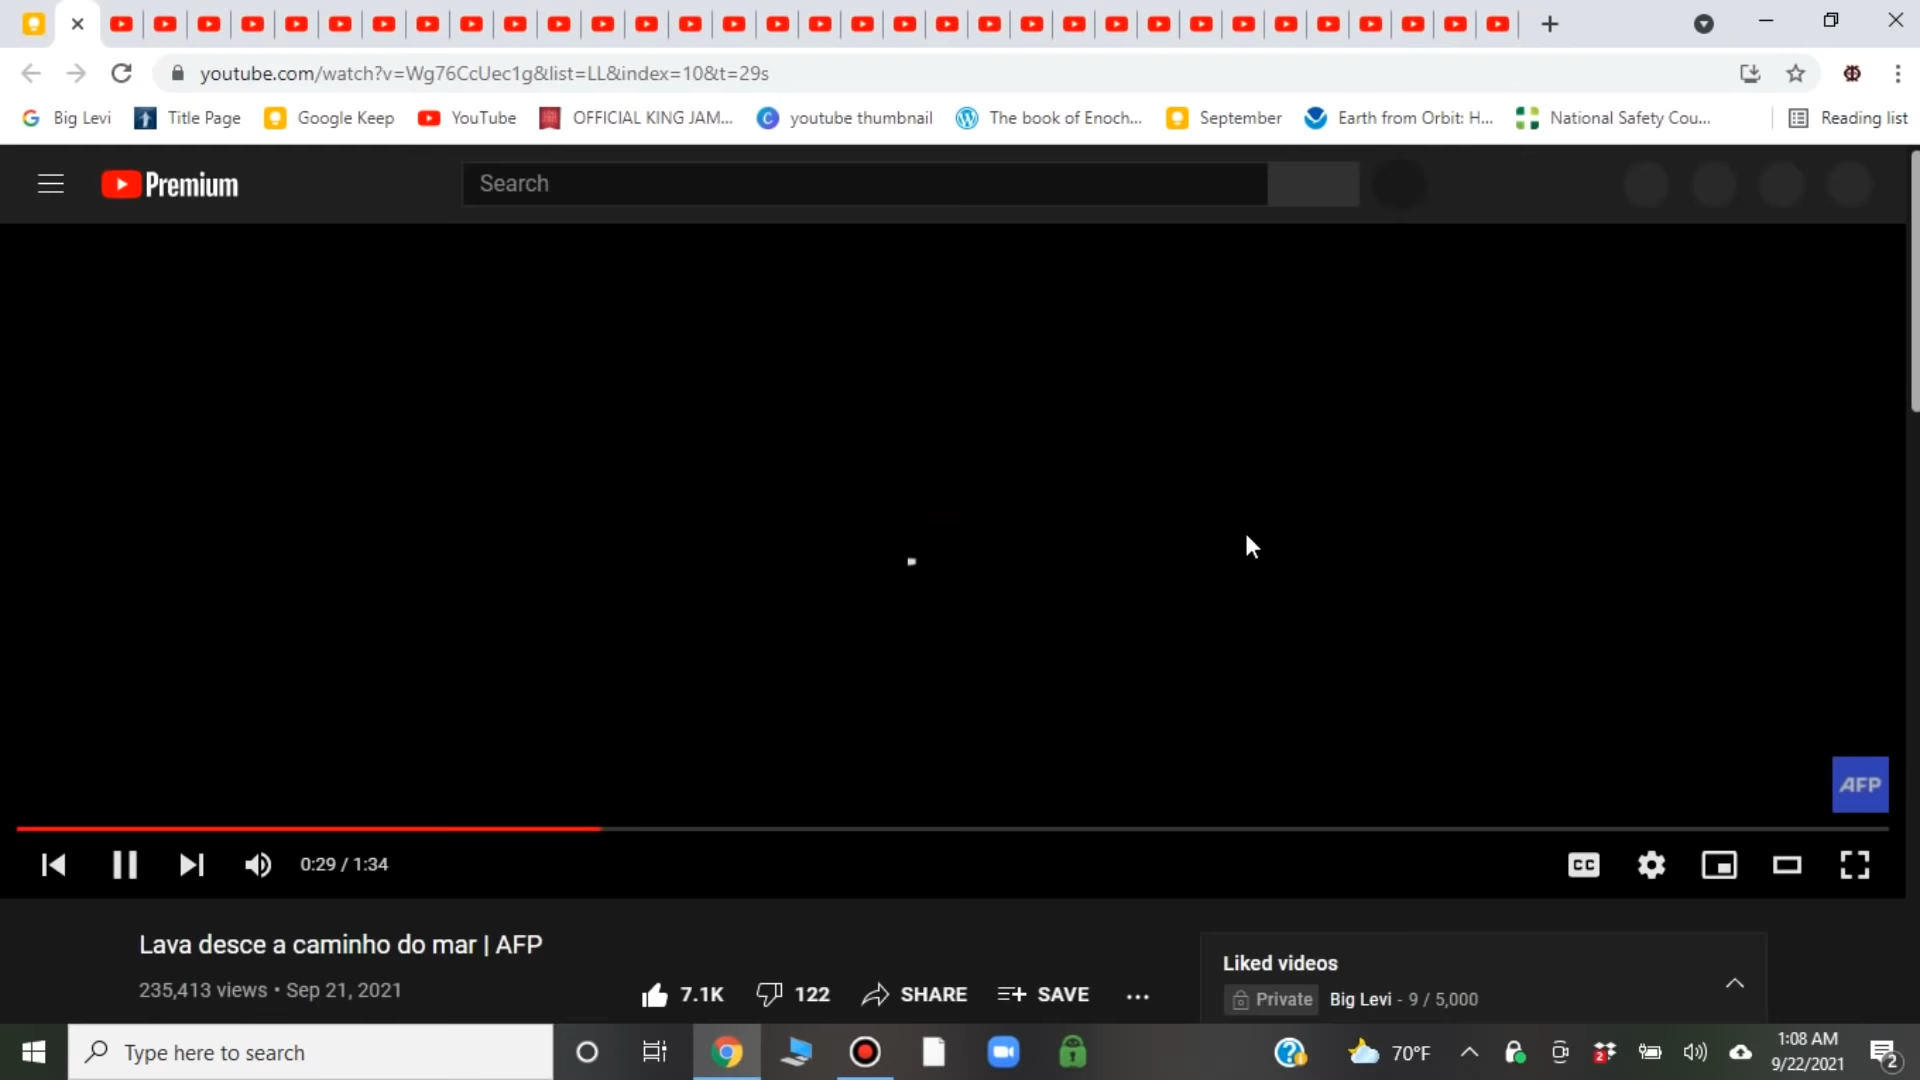 youtube.com/watch?v=Wg76CcUec1g&list=LL&index=10&t=29s
Big Levi
Title Page
Google Keep
YouTube
OFFICIAL KING JAM...
youtube thumbnail
The book of Enoch...
September
Earth from Orbit: H...
National Safety Cou...
Reading list
Premium
Search
AFP
0:29 / 1:34
CC
Lava desce a caminho do mar | AFP
235,413 views • Sep 21, 2021
7.1K
122
SHARE
SAVE
Liked videos
Private Big Levi - 9 / 5,000
Type here to search
70°F
2
1:08 AM
9/22/2021
2